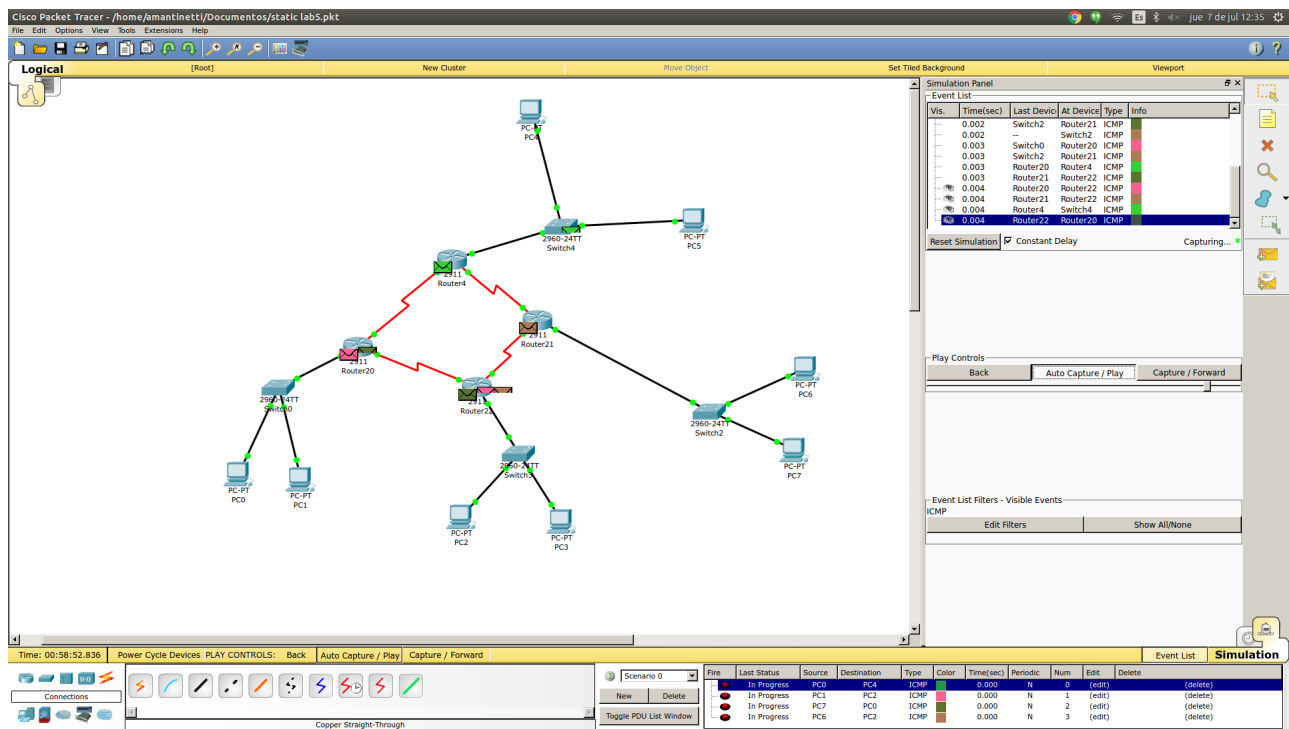 Cisco Packet Tracer - /home/amantinetti/Documentos/static lab5.pkt
Es
jue 7 de jul 12:35
File Edit Options View Tools Extensions Help
Logical
[Root]
New Cluster
Move Object
Set Tiled Background
Viewport
PC-PT
PC4
2960-24TT
Switch4
PC-PT
PC5
2911
Router4
2911
Router21
2911
Router20
2911
Router22
2960-24TT
Switch0
PC-PT
PC6
2960-24TT
Switch2
PC-PT
PC7
2960-24TT
Switch3
PC-PT
PC0
PC-PT
PC1
PC-PT
PC2
PC-PT
PC3
Simulation Panel
Event List
Vis. Time(sec) Last Devic At Device Type Info
0.002 Switch2 Router21 ICMP
0.002 -- Switch2 ICMP
0.003 Switch0 Router20 ICMP
0.003 Switch2 Router21 ICMP
0.003 Router20 Router4 ICMP
0.003 Router21 Router22 ICMP
0.004 Router20 Router22 ICMP
0.004 Router21 Router22 ICMP
0.004 Router4 Switch4 ICMP
0.004 Router22 Router20 ICMP
Reset Simulation Constant Delay Capturing... *
Play Controls
Back Auto Capture / Play Capture / Forward
Event List Filters - Visible Events
ICMP
Edit Filters Show All/None
Time: 00:58:52.836 Power Cycle Devices PLAY CONTROLS: Back Auto Capture / Play Capture / Forward
Event List Simulation
Connections
Copper Straight-Through
Scenario 0
New Delete
Toggle PDU List Window
Fire Last Status Source Destination Type Color Time(sec) Periodic Num Edit Delete
In Progress PC0 PC4 ICMP 0.000 N 0 (edit) (delete)
In Progress PC1 PC2 ICMP 0.000 N 1 (edit) (delete)
In Progress PC7 PC0 ICMP 0.000 N 2 (edit) (delete)
In Progress PC6 PC2 ICMP 0.000 N 3 (edit) (delete)